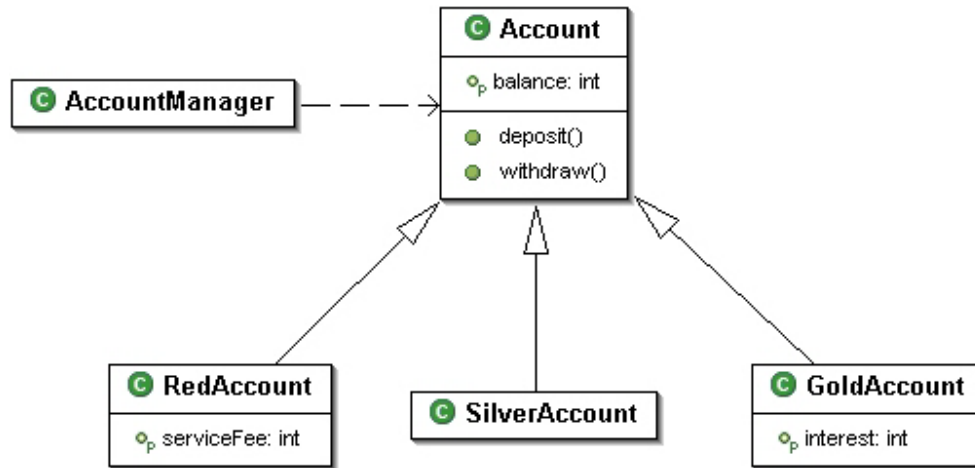 Account
balance: int
AccountManager
deposit()
withdraw()
RedAccount
serviceFee: int
SilverAccount
GoldAccount
interest: int